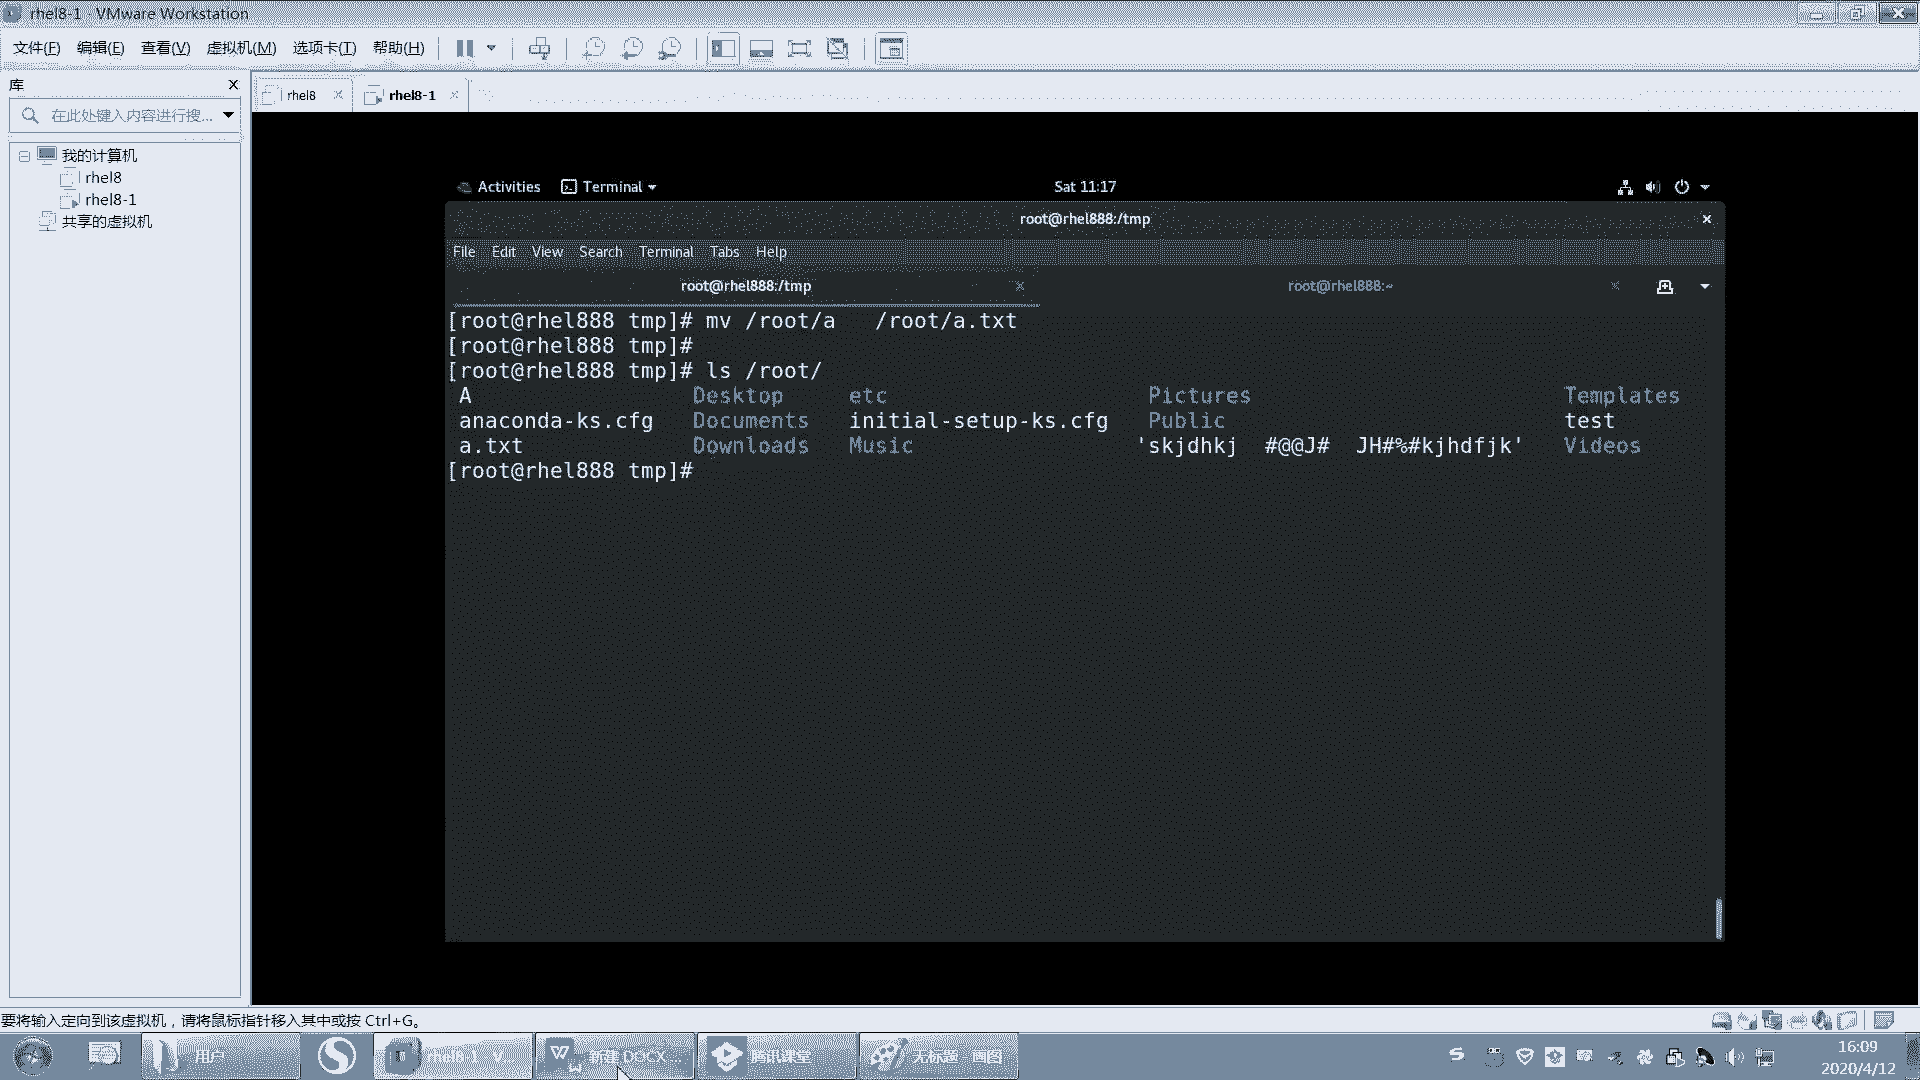 rhel8-1 - VMware Workstation
文件(F) 编辑(E) 查看(V) 虚拟机(M) 选项卡(T) 帮助(H)
库
在此处键入内容进行搜...
我的计算机
rhel8
rhel8-1
共享的虚拟机
rhel8 rhel8-1
Activities Terminal Sat 11:17
root@rhel888:/tmp
File Edit View Search Terminal Tabs Help
root@rhel888:/tmp root@rhel888:~
[root@rhel888 tmp]# mv /root/a   /root/a.txt
[root@rhel888 tmp]#
[root@rhel888 tmp]# ls /root/
A Desktop etc Pictures Templates
anaconda-ks.cfg Documents initial-setup-ks.cfg Public test
a.txt Downloads Music 'skjdhkj  #@@J#  JH#%#kjhdfjk' Videos
[root@rhel888 tmp]#
要将输入定向到该虚拟机，请将鼠标指针移入其中或按 Ctrl+G。
用户 rhel8-1 - V... 新建 DOCX ... 腾讯课堂 无标题 - 画图
16:09
2020/4/12